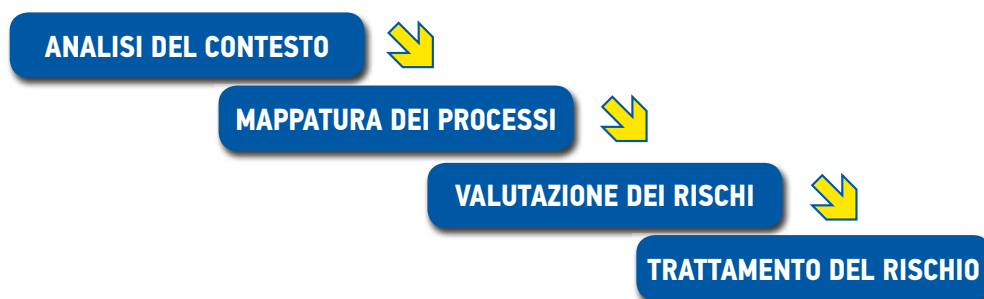 ANALISI DEL CONTESTO
MAPPATURA DEI PROCESSI
VALUTAZIONE DEI RISCHI
TRATTAMENTO DEL RISCHIO